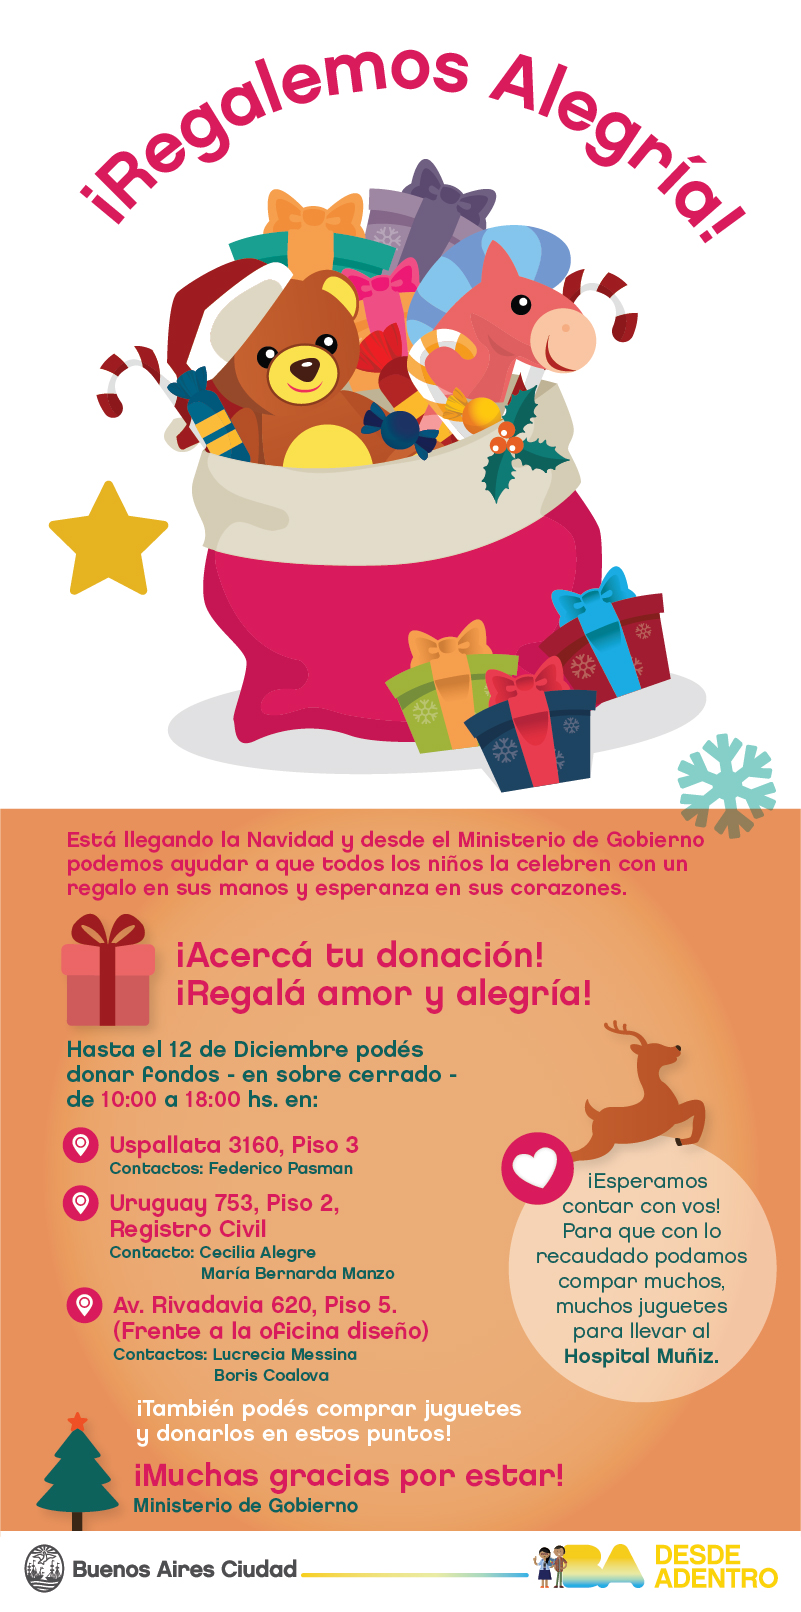 ¡Regalemos Alegría!
Está llegando la Navidad y desde el Ministerio de Gobierno
podemos ayudar a que todos los niños la celebren con un
regalo en sus manos y esperanza en sus corazones.
¡Acercá tu donación!
¡Regalá amor y alegría!
Hasta el 12 de Diciembre podés
donar fondos - en sobre cerrado -
de 10:00 a 18:00 hs. en:
Uspallata 3160, Piso 3
Contactos: Federico Pasman
Uruguay 753, Piso 2,
Registro Civil
Contacto: Cecilia Alegre
María Bernarda Manzo
Av. Rivadavia 620, Piso 5.
(Frente a la oficina diseño)
Contactos: Lucrecia Messina
Boris Coalova
¡Esperamos
contar con vos!
Para que con lo
recaudado podamos
compar muchos,
muchos juguetes
para llevar al
Hospital Muñiz.
¡También podés comprar juguetes
y donarlos en estos puntos!
¡Muchas gracias por estar!
Ministerio de Gobierno
Buenos Aires Ciudad
BA
DESDE
ADENTRO